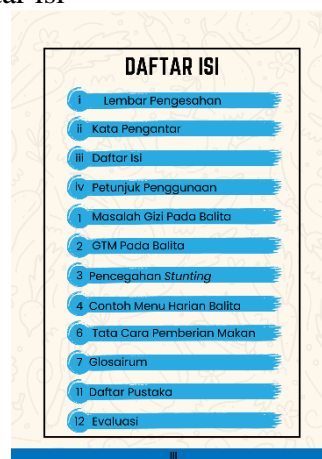 DAFTAR ISI
i Lembar Pengesahan
ii Kata Pengantar
iii Daftar Isi
iv Petunjuk Penggunaan
1 Masalah Gizi Pada Balita
2 GTM Pada Balita
3 Pencegahan Stunting
4 Contoh Menu Harian Balita
6 Tata Cara Pemberian Makan
7 Glosairum
11 Daftar Pustaka
12 Evaluasi
III